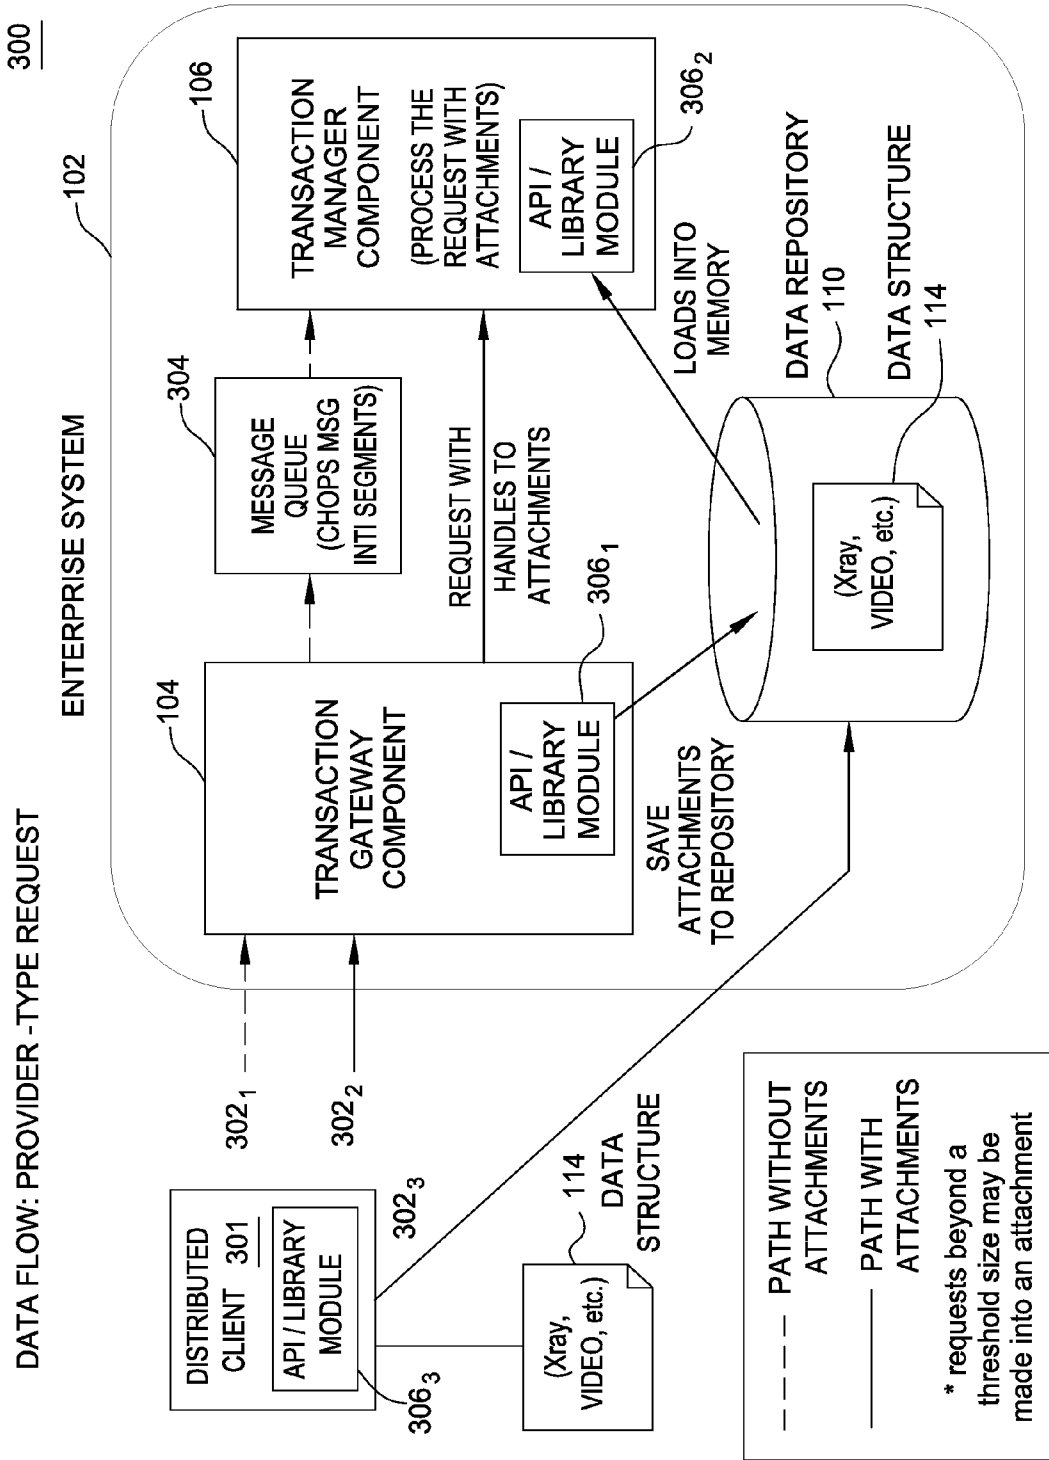 DATA FLOW: PROVIDER -TYPE REQUEST
300
ENTERPRISE SYSTEM
102
DISTRIBUTED
CLIENT 301
API / LIBRARY
MODULE
306₃
302₁
302₂
302₃
(Xray,
VIDEO, etc.)
114
DATA
STRUCTURE
104
TRANSACTION
GATEWAY
COMPONENT
API /
LIBRARY
MODULE
306₁
304
MESSAGE
QUEUE
(CHOPS MSG
INTI SEGMENTS)
REQUEST WITH
HANDLES TO
ATTACHMENTS
106
TRANSACTION
MANAGER
COMPONENT
(PROCESS THE
REQUEST WITH
ATTACHMENTS)
API /
LIBRARY
MODULE
306₂
SAVE
ATTACHMENTS
TO REPOSITORY
LOADS INTO
MEMORY
DATA REPOSITORY
110
DATA STRUCTURE
114
(Xray,
VIDEO, etc.)
PATH WITHOUT
ATTACHMENTS
PATH WITH
ATTACHMENTS
* requests beyond a
threshold size may be
made into an attachment